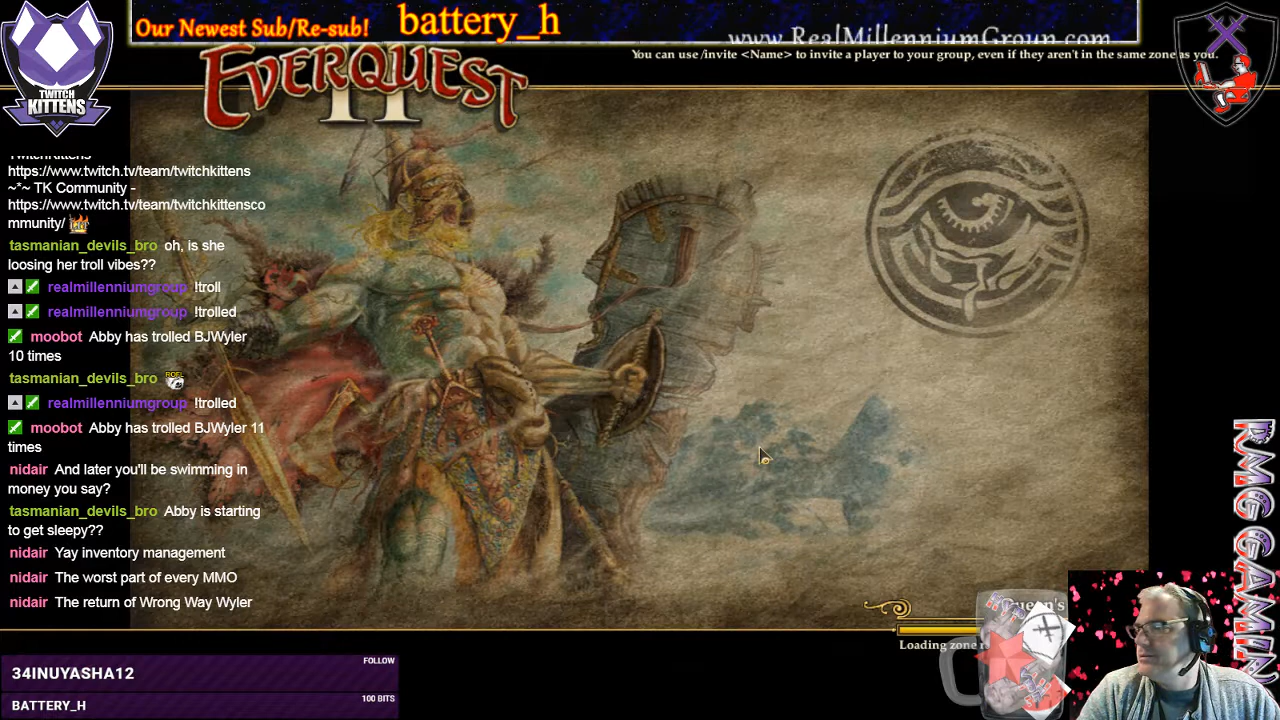 Our Newest Sub/Re-sub! battery_h
www.RealMillenniumGroup.com
You can use /invite <Name> to invite a player to your group, even if they aren't in the same zone as you.
TWITCH
KITTENS
EVERQUEST
II
TwitchKittens
https://www.twitch.tv/team/twitchkittens
~*~ TK Community -
https://www.twitch.tv/team/twitchkittensco
mmunity/
tasmanian_devils_bro oh, is she
loosing her troll vibes??
realmillenniumgroup !troll
realmillenniumgroup !trolled
moobot Abby has trolled BJWyler
10 times
tasmanian_devils_bro
realmillenniumgroup !trolled
moobot Abby has trolled BJWyler 11
times
nidair And later you'll be swimming in
money you say?
tasmanian_devils_bro Abby is starting
to get sleepy??
nidair Yay inventory management
nidair The worst part of every MMO
nidair The return of Wrong Way Wyler
Queen's
Loading zone
RMG GAMING
34INUYASHA12 FOLLOW
BATTERY_H 100 BITS